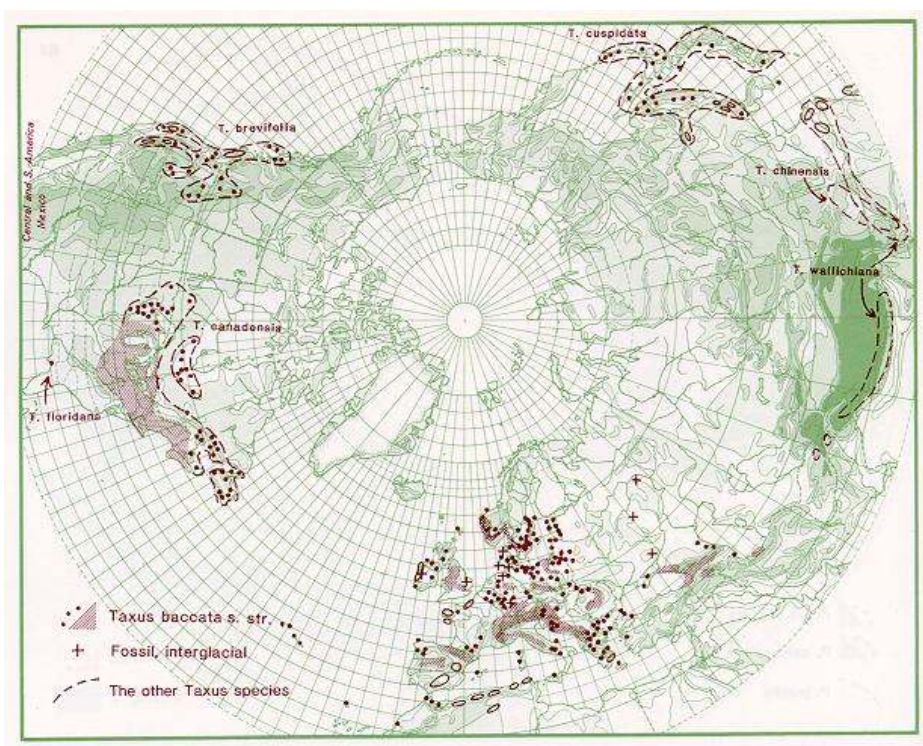 T. cuspidata
T. brevifolia
Central and S. America
Mexico
T. chinensis
T. wallichiana
T. canadensis
T. floridana
Taxus baccata s. str.
Fossil, interglacial
The other Taxus species